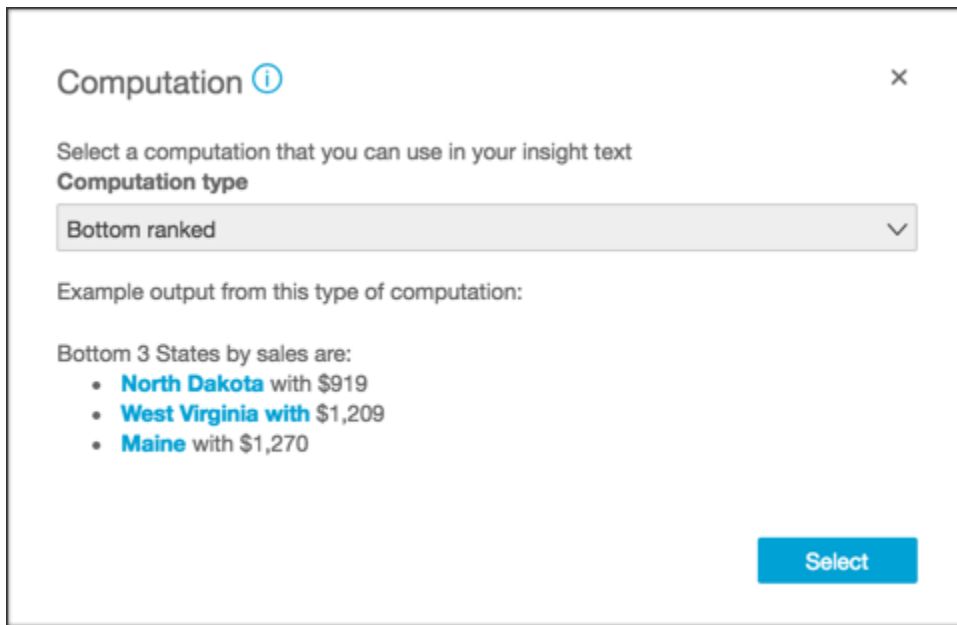 Computation
Select a computation that you can use in your insight text
Computation type
Bottom ranked
Example output from this type of computation:
Bottom 3 States by sales are:
• North Dakota with $919
• West Virginia with $1,209
• Maine with $1,270
Select